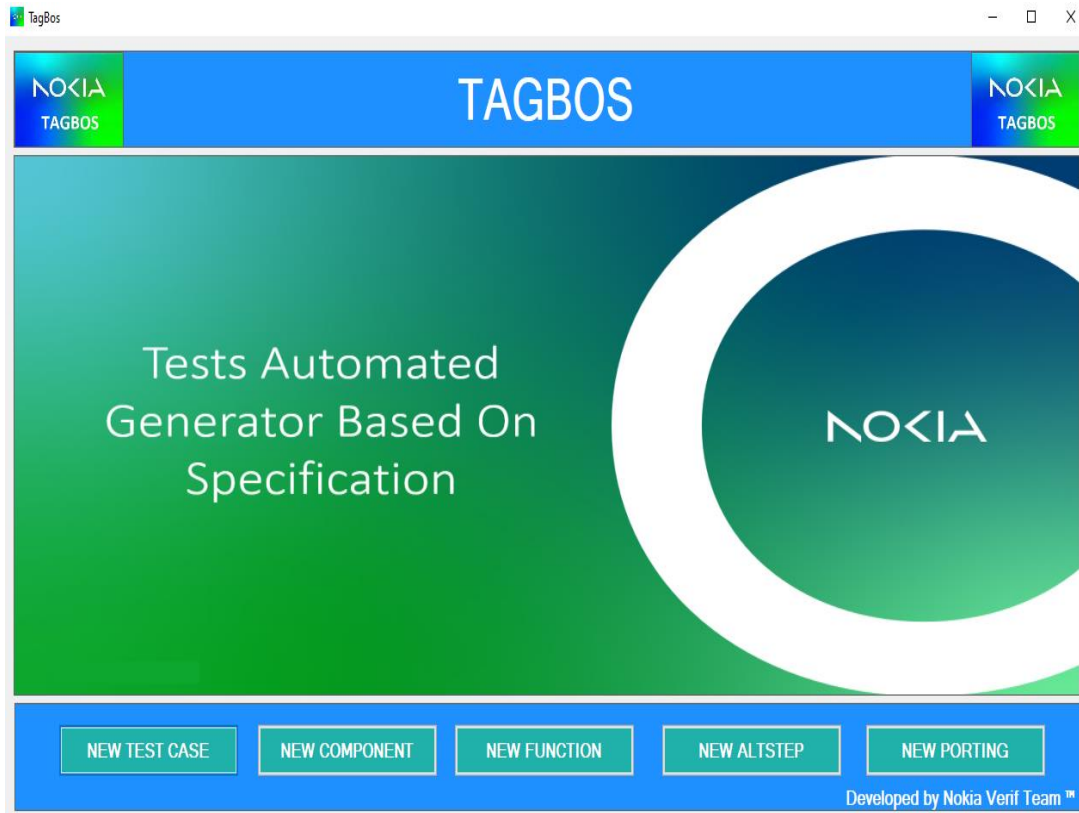 TagBos
NOKIA
TAGBOS
TAGBOS
NOKIA
TAGBOS
Tests Automated
Generator Based On
Specification
NOKIA
NEW TEST CASE
NEW COMPONENT
NEW FUNCTION
NEW ALTSTEP
NEW PORTING
Developed by Nokia Verif Team ™